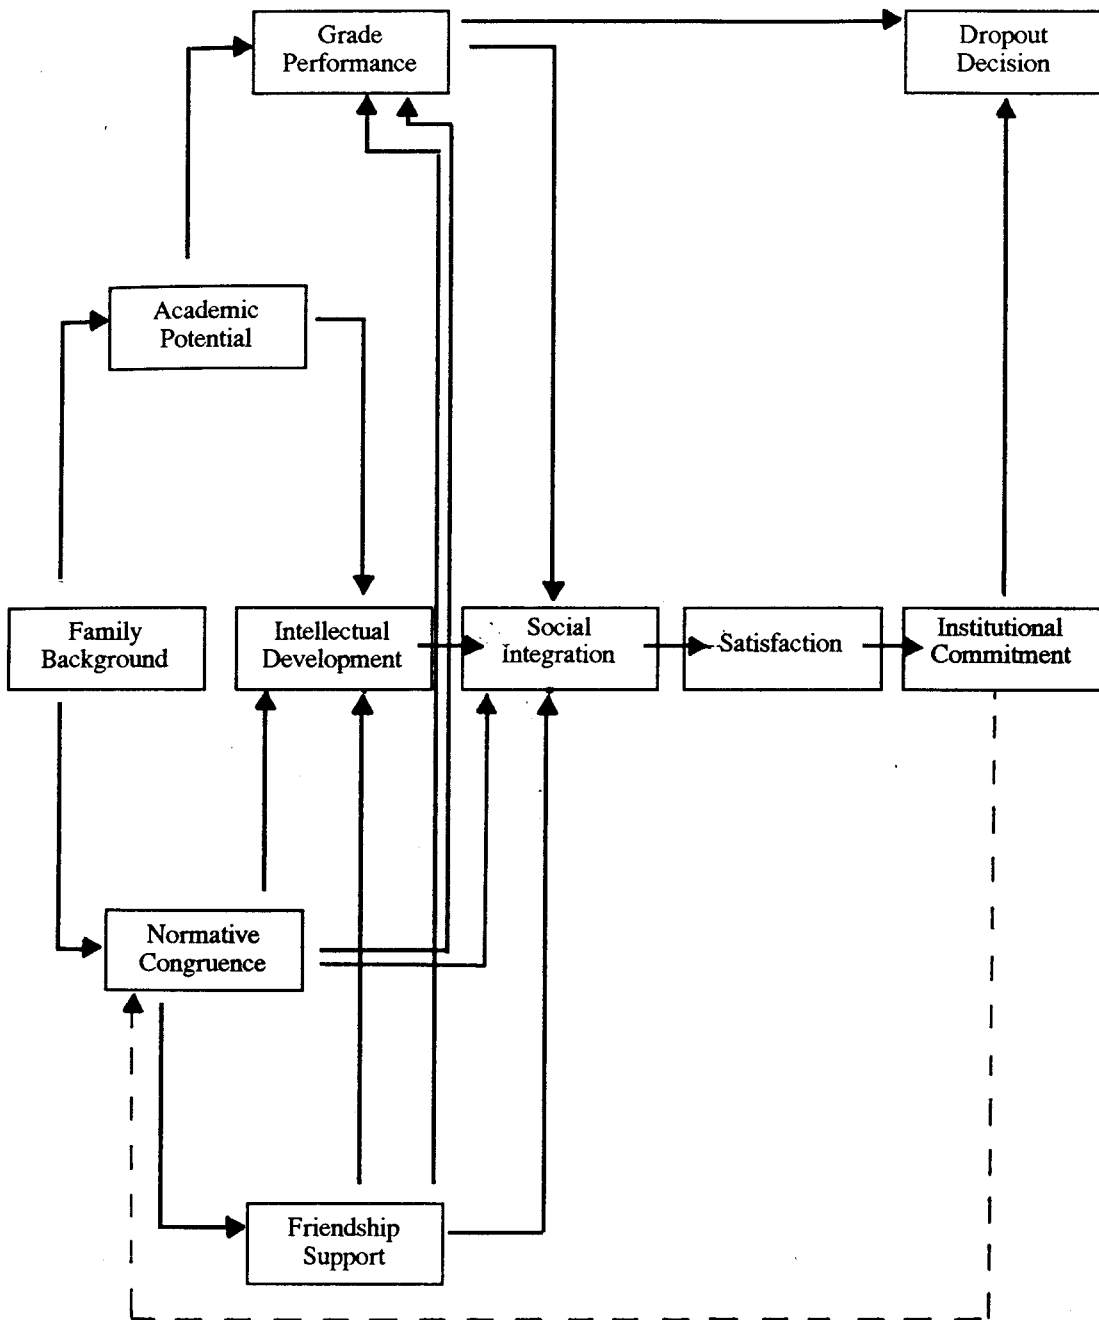 Grade
Performance
Dropout
Decision
Academic
Potential
Family
Background
Intellectual
Development
Social
Integration
Satisfaction
Institutional
Commitment
Normative
Congruence
Friendship
Support